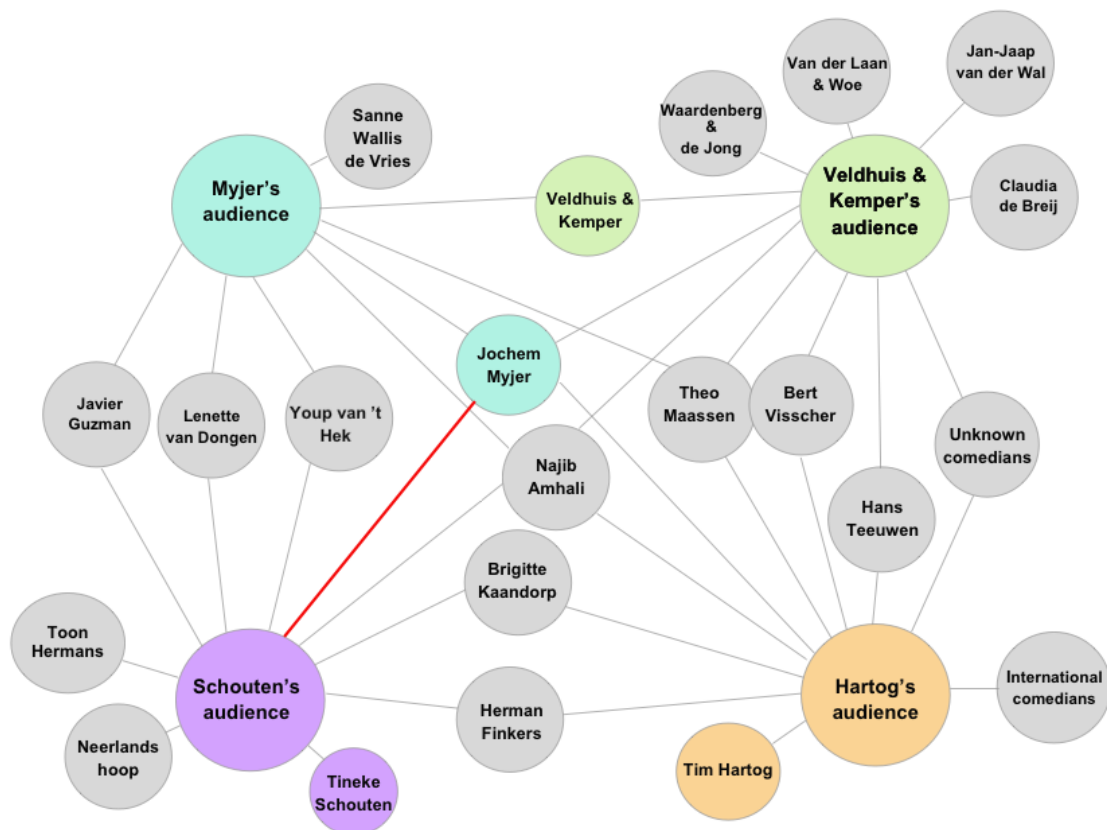 Van der Laan
& Woe
Jan-Jaap
van der Wal
Sanne
Wallis
de Vries
Waardenberg
&
de Jong
Myjer's
audience
Veldhuis &
Kemper
Veldhuis &
Kemper's
audience
Claudia
de Breij
Jochem
Myjer
Javier
Guzman
Lenette
van Dongen
Youp van 't
Hek
Theo
Maassen
Bert
Visscher
Unknown
comedians
Najib
Amhali
Hans
Teeuwen
Brigitte
Kaandorp
Toon
Hermans
Schouten's
audience
Herman
Finkers
Hartog's
audience
International
comedians
Neerlands
hoop
Tineke
Schouten
Tim Hartog